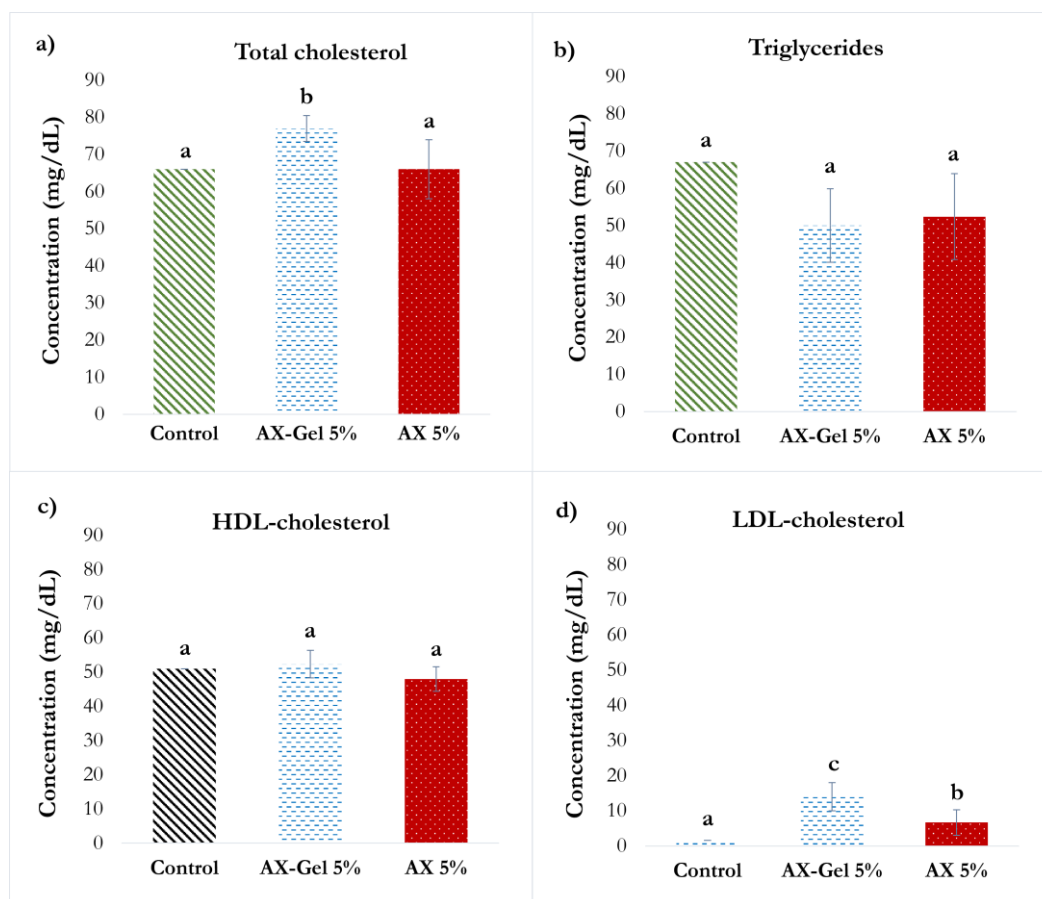 a)
Total cholesterol
Concentration (mg/dL)
90
80
70
60
50
40
30
20
10
0
a
b
a
Control
AX-Gel 5%
AX 5%
b)
Triglycerides
Concentration (mg/dL)
90
80
70
60
50
40
30
20
10
0
a
a
a
Control
AX-Gel 5%
AX 5%
c)
HDL-cholesterol
Concentration (mg/dL)
90
80
70
60
50
40
30
20
10
0
a
a
a
Control
AX-Gel 5%
AX 5%
d)
LDL-cholesterol
Concentration (mg/dL)
90
80
70
60
50
40
30
20
10
0
a
c
b
Control
AX-Gel 5%
AX 5%